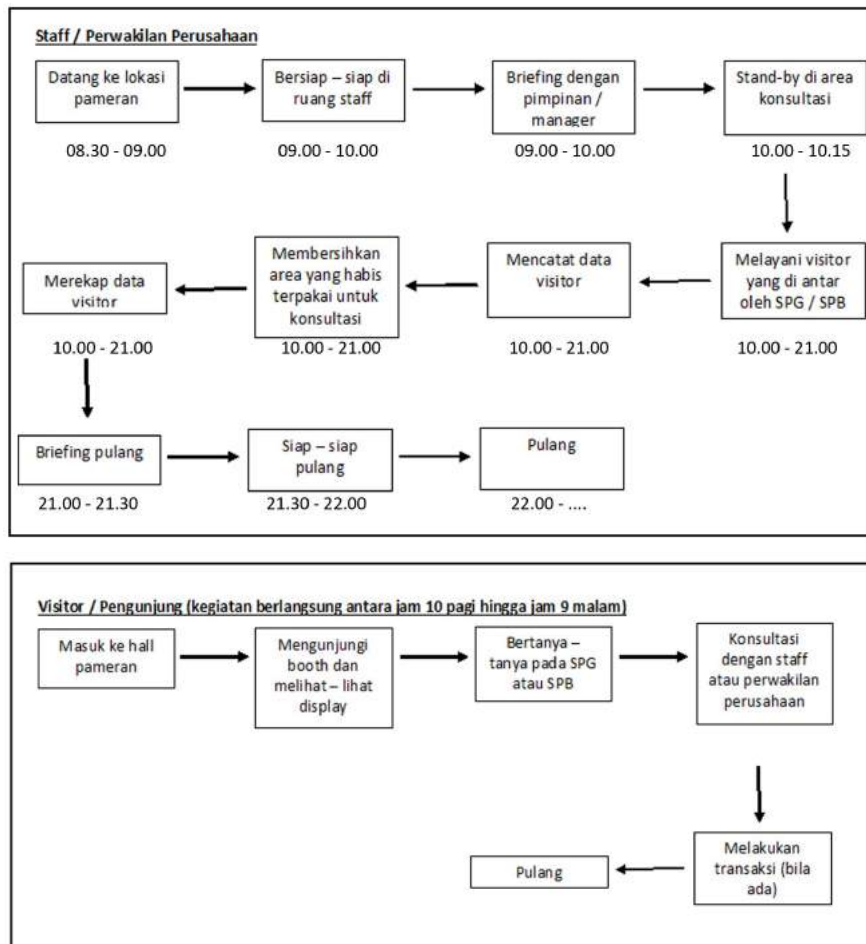 Staff / Perwakilan Perusahaan
Datang ke lokasi
pameran
Bersiap – siap di
ruang staff
Briefing dengan
pimpinan /
manager
Stand-by di area
konsultasi
08.30 - 09.00
09.00 - 10.00
09.00 - 10.00
10.00 - 10.15
Merekap data
visitor
Membersihkan
area yang habis
terpakai untuk
konsultasi
Mencatat data
visitor
Melayani visitor
yang di antar
oleh SPG / SPB
10.00 - 21.00
10.00 - 21.00
10.00 - 21.00
10.00 - 21.00
Briefing pulang
Siap – siap
pulang
Pulang
21.00 - 21.30
21.30 - 22.00
22.00 - ....
Visitor / Pengunjung (kegiatan berlangsung antara jam 10 pagi hingga jam 9 malam)
Masuk ke hall
pameran
Mengunjungi
booth dan
melihat – lihat
display
Bertanya –
tanya pada SPG
atau SPB
Konsultasi
dengan staff
atau perwakilan
perusahaan
Pulang
Melakukan
transaksi (bila
ada)